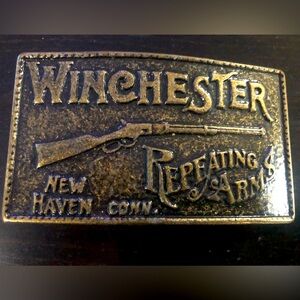 WINCHESTER
REPEATING
NEW
ARMS
HAVEN CONN.